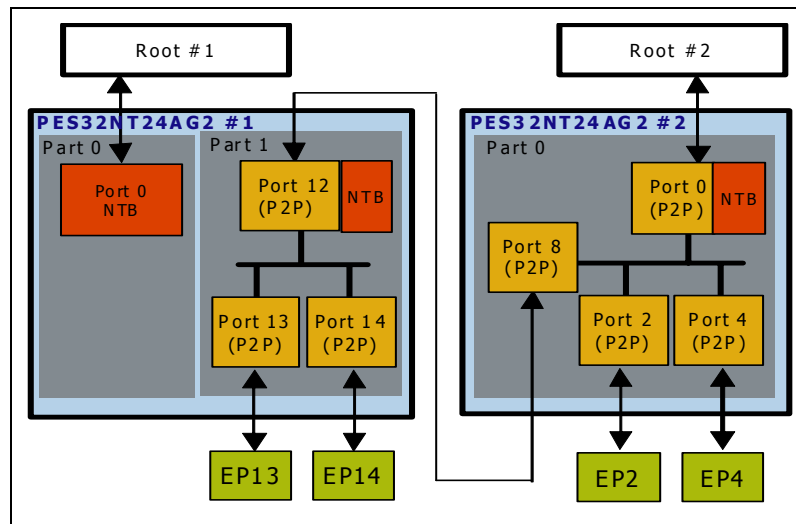 Root #1
Root #2
PES32NT24AG2 #1
Part 0
Part 1
Port 0
NTB
Port 12
(P2P)
NTB
Port 13
(P2P)
Port 14
(P2P)
EP13
EP14
PES32NT24AG2 #2
Part 0
Port 0
(P2P)
NTB
Port 8
(P2P)
Port 2
(P2P)
Port 4
(P2P)
EP2
EP4